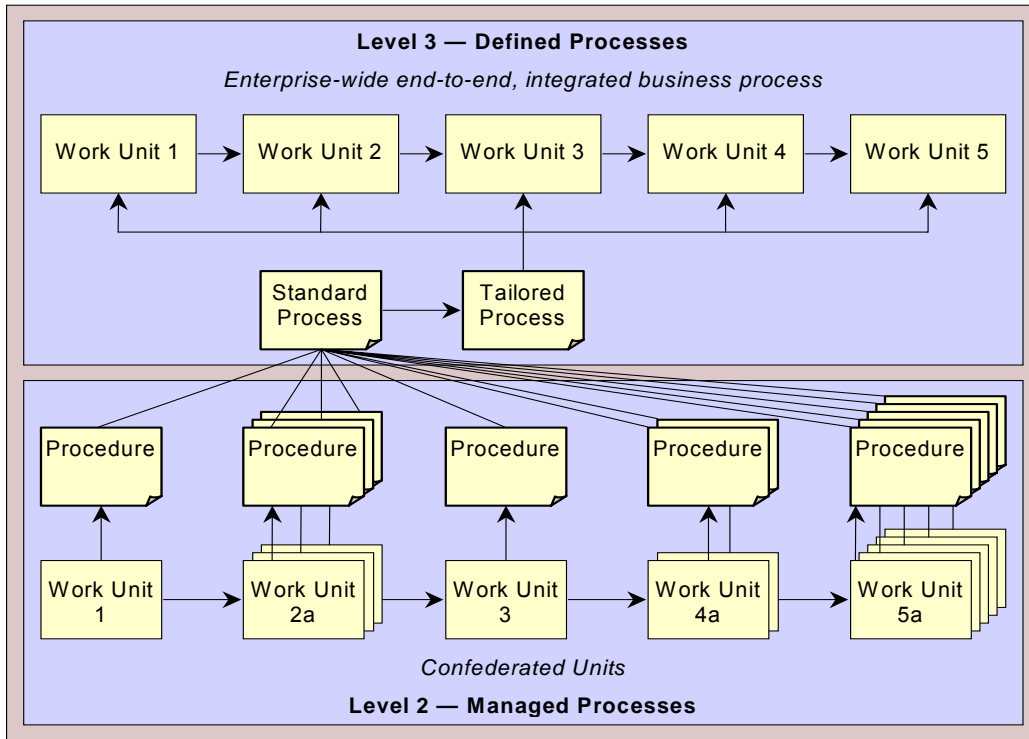 Level 3 — Defined Processes
Enterprise-wide end-to-end, integrated business process
Work Unit 1
Work Unit 2
Work Unit 3
Work Unit 4
Work Unit 5
Standard
Process
Tailored
Process
Procedure
Procedure
Procedure
Procedure
Procedure
Work Unit
1
Work Unit
2a
Work Unit
3
Work Unit
4a
Work Unit
5a
Confederated Units
Level 2 — Managed Processes